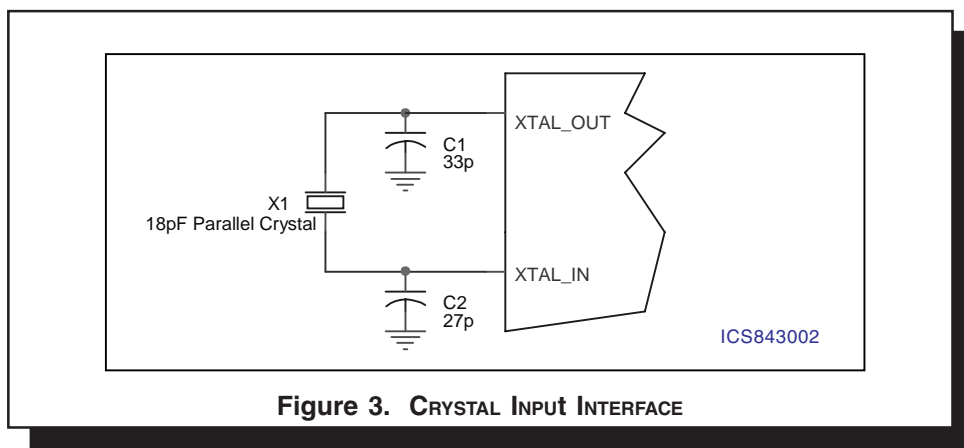 XTAL_OUT
C1
33p
X1
18pF Parallel Crystal
XTAL_IN
C2
27p
ICS843002
Figure 3. CRYSTAL INPUt INTERFACE